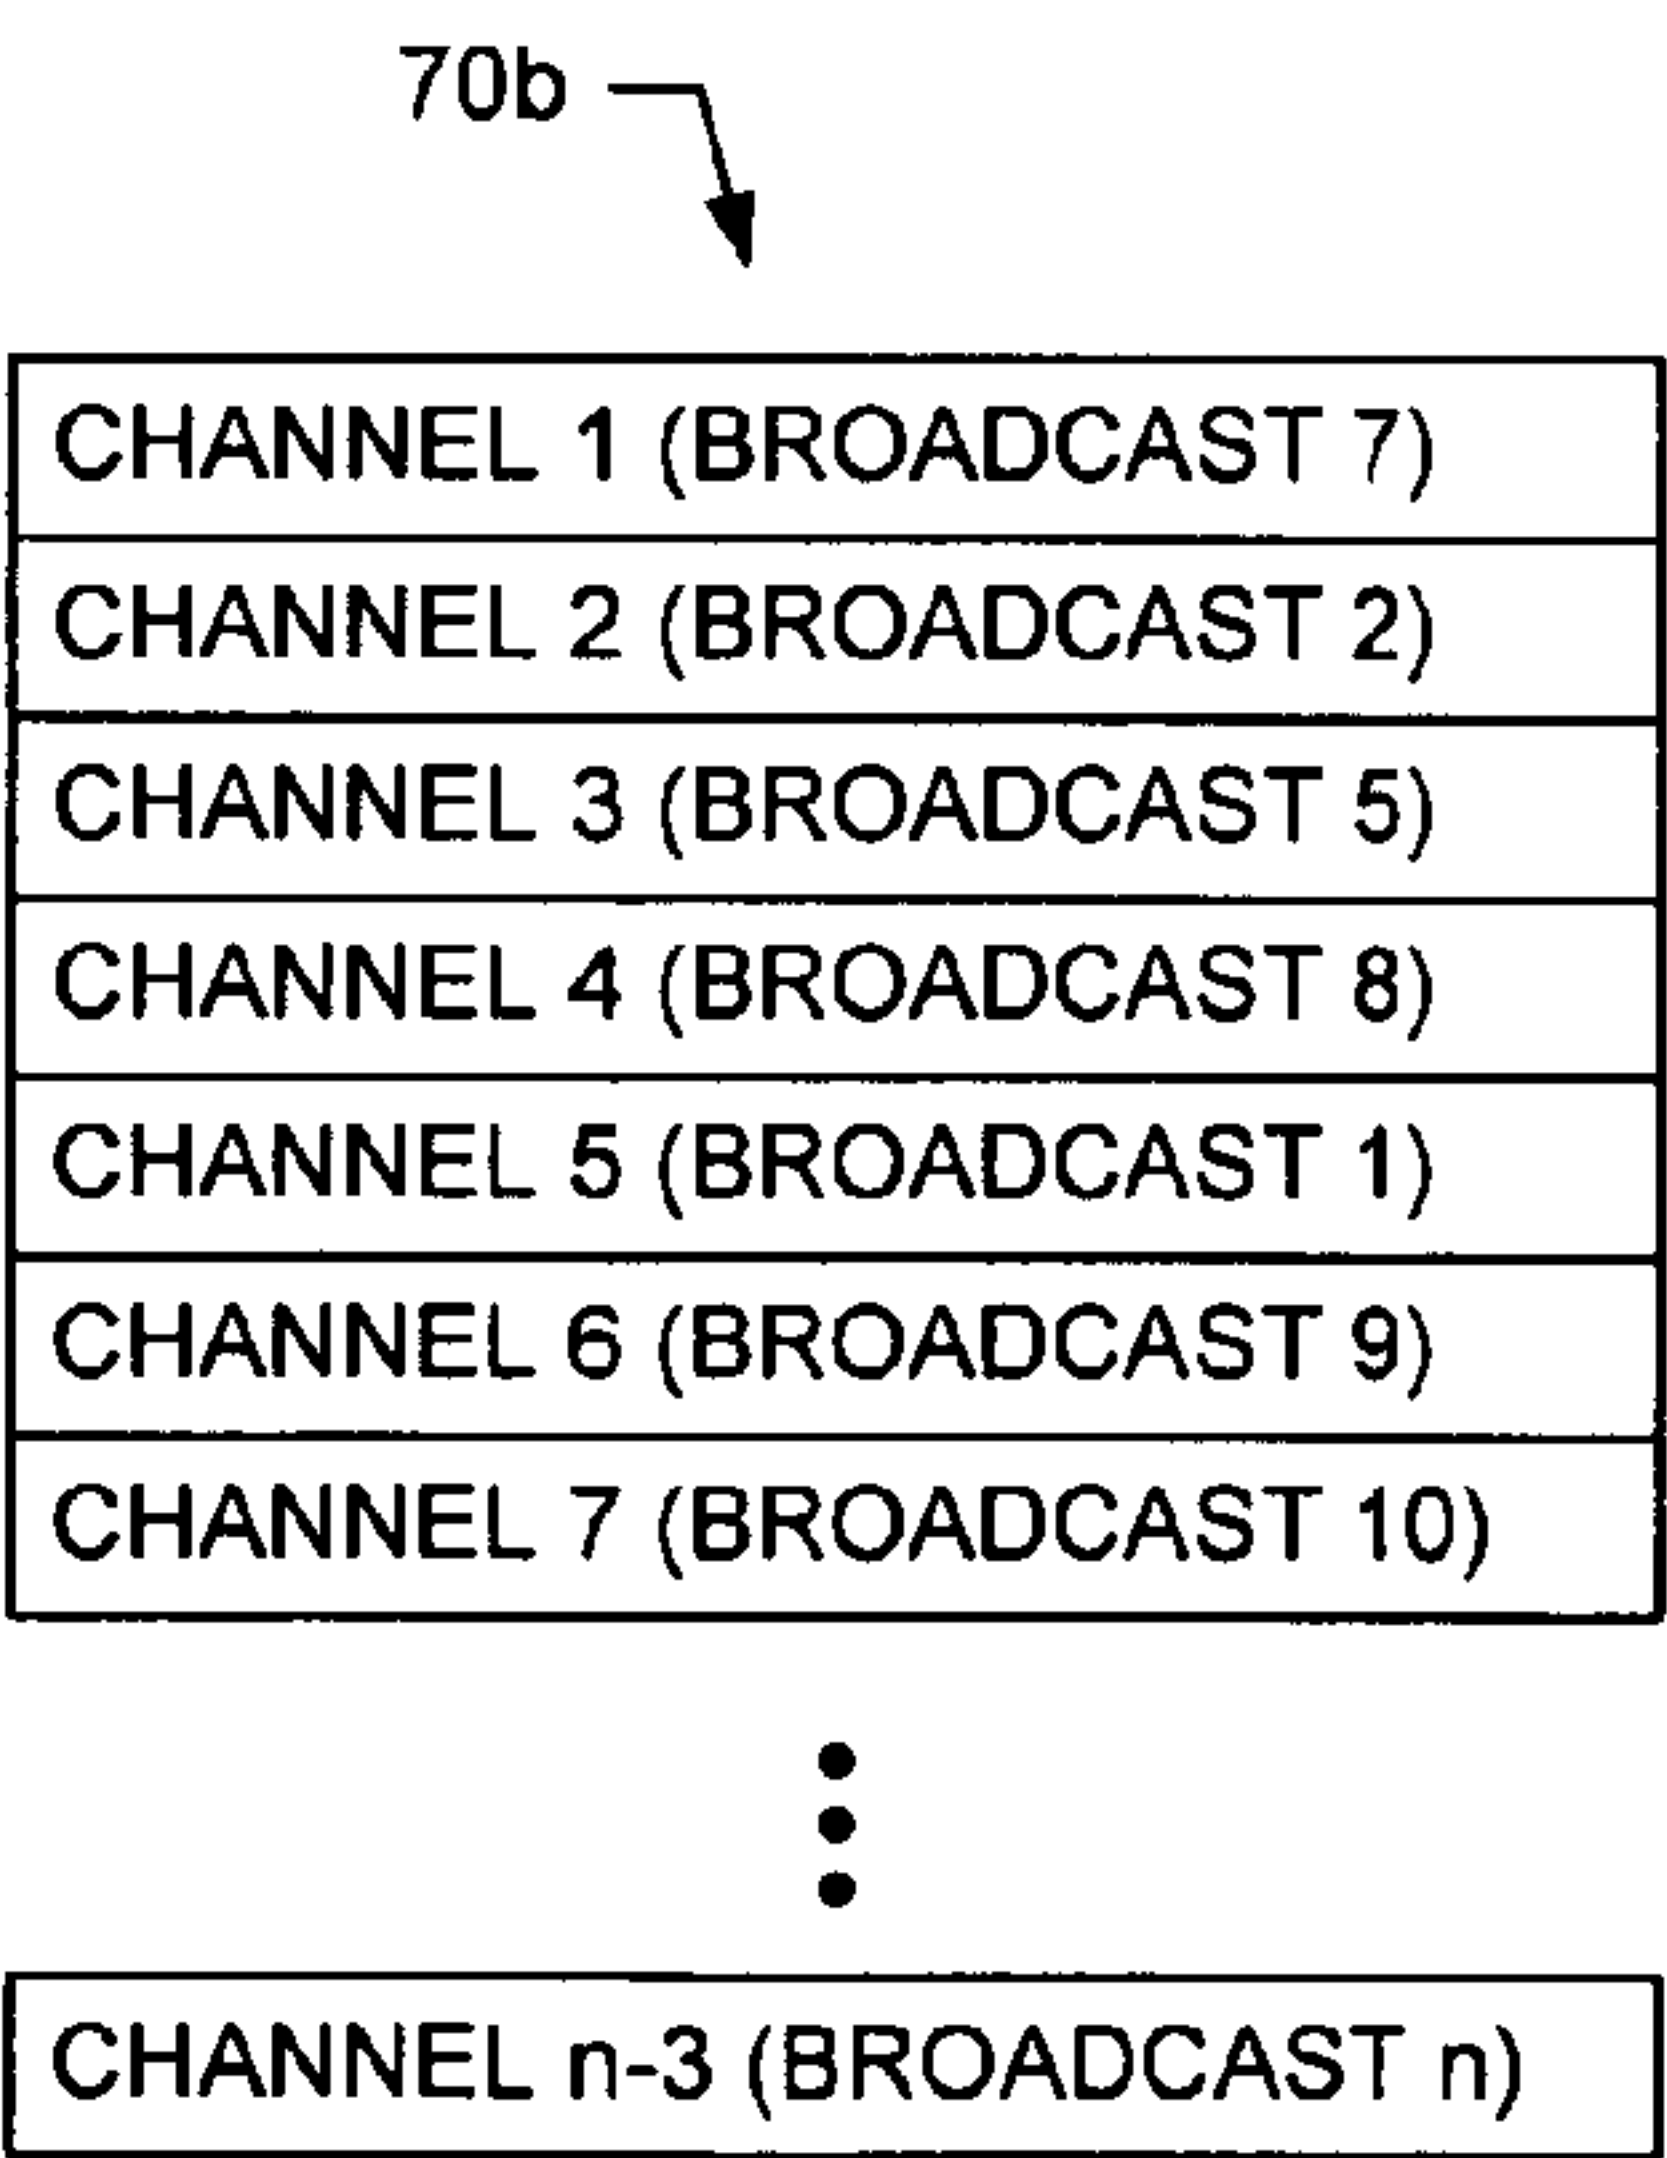 70b
CHANNEL 1 (BROADCAST 7)
CHANNEL 2 (BROADCAST 2)
CHANNEL 3 (BROADCAST 5)
CHANNEL 4 (BROADCAST 8)
CHANNEL 5 (BROADCAST 1)
CHANNEL 6 (BROADCAST 9)
CHANNEL 7 (BROADCAST 10)
CHANNEL n-3 (BROADCAST n)